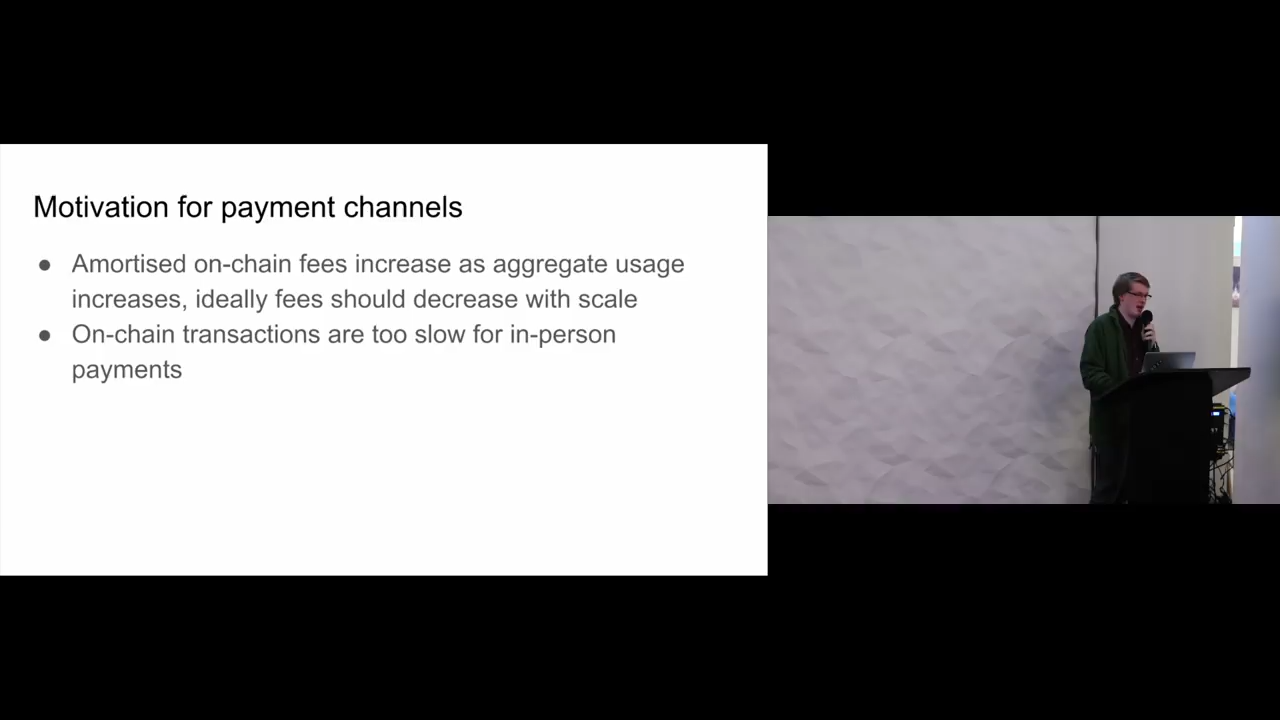 Motivation for payment channels
● Amortised on-chain fees increase as aggregate usage
increases, ideally fees should decrease with scale
● On-chain transactions are too slow for in-person
payments